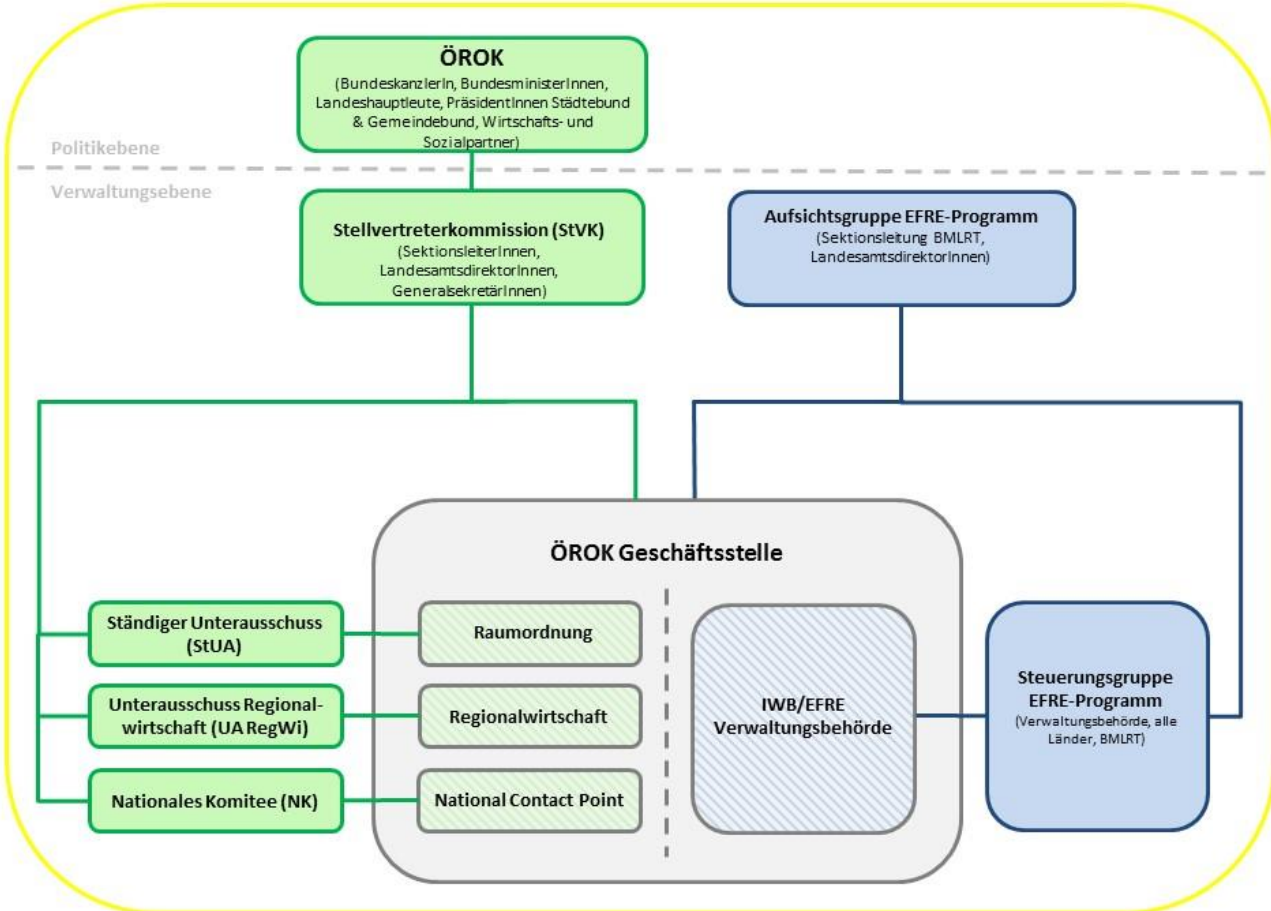 ÖROK
(BundeskanzlerIn, BundesministerInnen,
Landeshauptleute, PräsidentInnen Städtebund
& Gemeindebund, Wirtschafts- und
Sozialpartner)
Politikebene
Verwaltungsebene
Stellvertreterkommission (StVK)
(SektionsleiterInnen,
LandesamtsdirektorInnen,
GeneralsekretärInnen)
Aufsichtsgruppe EFRE-Programm
(Sektionsleitung BMLRT,
LandesamtsdirektorInnen)
ÖROK Geschäftsstelle
Ständiger Unterausschuss
(StUA)
Raumordnung
Unterausschuss Regional-
wirtschaft (UA RegWi)
Regionalwirtschaft
Nationales Komitee (NK)
National Contact Point
IWB/EFRE
Verwaltungsbehörde
Steuerungsgruppe
EFRE-Programm
(Verwaltungsbehörde, alle
Länder, BMLRT)